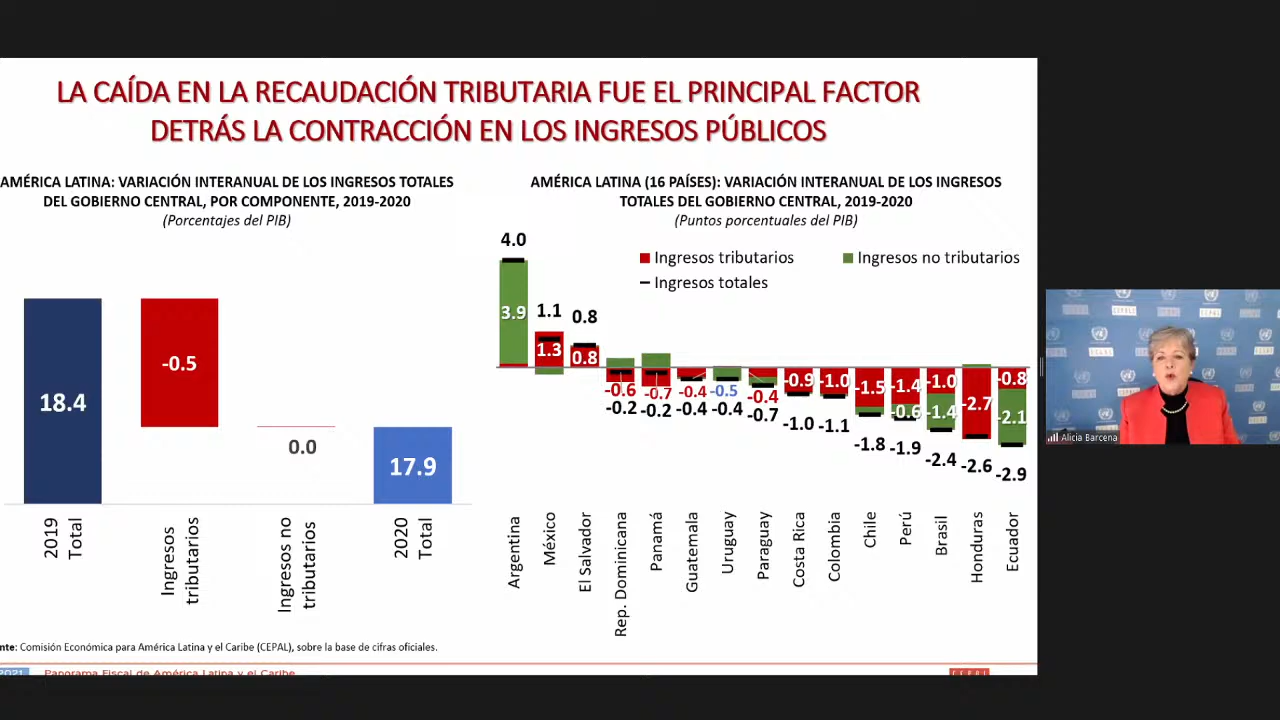 LA CAÍDA EN LA RECAUDACIÓN TRIBUTARIA FUE EL PRINCIPAL FACTOR
DETRÁS LA CONTRACCIÓN EN LOS INGRESOS PÚBLICOS
AMÉRICA LATINA: VARIACIÓN INTERANUAL DE LOS INGRESOS TOTALES
DEL GOBIERNO CENTRAL, POR COMPONENTE, 2019-2020
(Porcentajes del PIB)
18.4
-0.5
0.0
17.9
2019
Total
Ingresos
tributarios
Ingresos no
tributarios
2020
Total
AMÉRICA LATINA (16 PAÍSES): VARIACIÓN INTERANUAL DE LOS INGRESOS
TOTALES DEL GOBIERNO CENTRAL, 2019-2020
(Puntos porcentuales del PIB)
Ingresos tributarios
Ingresos no tributarios
Ingresos totales
4.0
1.1
0.8
3.9
1.3
0.8
-0.6
-0.7
-0.4
-0.5
-0.4
-0.9
-1.0
-1.5
-1.4
-1.0
-2.7
-0.8
-0.6
-1.4
-2.1
-0.2
-0.2
-0.4
-0.4
-0.7
-1.0
-1.1
-1.8
-1.9
-2.4
-2.6
-2.9
Argentina
México
El Salvador
Rep. Dominicana
Panamá
Guatemala
Uruguay
Paraguay
Costa Rica
Colombia
Chile
Perú
Brasil
Honduras
Ecuador
nte: Comisión Económica para América Latina y el Caribe (CEPAL), sobre la base de cifras oficiales.
2021
Panorama Fiscal de América Latina y el Caribe
CEPAL
Alicia Barcena